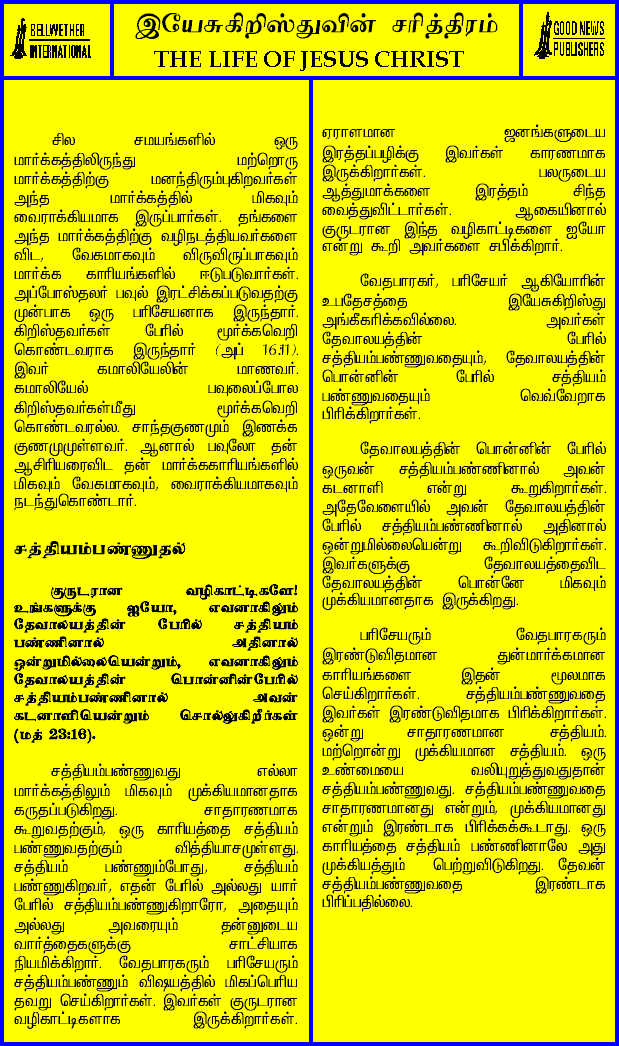 BELLWETHER
INTERNATIONAL
இயேசுகிறிஸ்துவின் சரித்திரம்
THE LIFE OF JESUS CHRIST
GOOD NEWS
PUBLISHERS
சில சமயங்களில் ஒரு
மார்க்கத்திலிருந்து மற்றொரு
மார்க்கத்திற்கு மனந்திரும்புகிறவர்கள்
அந்த மார்க்கத்தில் மிகவும்
வைராக்கியமாக இருப்பார்கள். தங்களை
அந்த மார்க்கத்திற்கு வழிநடத்தியவர்களை
விட, வேகமாகவும் விருவிருப்பாகவும்
மார்க்க காரியங்களில் ஈடுபடுவார்கள்.
அப்போஸ்தலர் பவுல் இரட்சிக்கப்படுவதற்கு
முன்பாக ஒரு பரிசேயனாக இருந்தார்.
கிறிஸ்தவர்கள் பேரில் மூர்க்கவெறி
கொண்டவராக இருந்தார் (அப் 16:11).
இவர் கமாலியேலின் மாணவர்.
கமாலியேல் பவுலைப்போல
கிறிஸ்தவர்கள்மீது மூர்க்கவெறி
கொண்டவரல்ல. சாந்தகுணமும் இணக்க
குணமுமுள்ளவர். ஆனால் பவுலோ தன்
ஆசிரியரைவிட தன் மார்க்ககாரியங்களில்
மிகவும் வேகமாகவும், வைராக்கியமாகவும்
நடந்துகொண்டார்.
சத்தியம்பண்ணுதல்
குருடரான வழிகாட்டிகளே!
உங்களுக்கு ஐயோ, எவனாகிலும்
தேவாலயத்தின் பேரில் சத்தியம்
பண்ணினால் அதினால்
ஒன்றுமில்லையென்றும், எவனாகிலும்
தேவாலயத்தின் பொன்னின்பேரில்
சத்தியம்பண்ணினால் அவன்
கடனாளியென்றும் சொல்லுகிறீர்கள்
(மத் 23:16).
சத்தியம்பண்ணுவது எல்லா
மார்க்கத்திலும் மிகவும் முக்கியமானதாக
கருதப்படுகிறது. சாதாரணமாக
கூறுவதற்கும், ஒரு காரியத்தை சத்தியம்
பண்ணுவதற்கும் வித்தியாசமுள்ளது.
சத்தியம் பண்ணும்போது, சத்தியம்
பண்ணுகிறவர், எதன் பேரில் அல்லது யார்
பேரில் சத்தியம்பண்ணுகிறாரோ, அதையும்
அல்லது அவரையும் தன்னுடைய
வார்த்தைகளுக்கு சாட்சியாக
நியமிக்கிறார். வேதபாரகரும் பரிசேயரும்
சத்தியம்பண்ணும் விஷயத்தில் மிகப்பெரிய
தவறு செய்கிறார்கள். இவர்கள் குருடரான
வழிகாட்டிகளாக இருக்கிறார்கள்.
ஏராளமான ஜனங்களுடைய
இரத்தப்பழிக்கு இவர்கள் காரணமாக
இருக்கிறார்கள். பலருடைய
ஆத்துமாக்களை இரத்தம் சிந்த
வைத்துவிட்டார்கள். ஆகையினால்
குருடரான இந்த வழிகாட்டிகளை ஐயோ
என்று கூறி அவர்களை சபிக்கிறார்.
வேதபாரகர், பரிசேயர் ஆகியோரின்
உபதேசத்தை இயேசுகிறிஸ்து
அங்கீகரிக்கவில்லை. அவர்கள்
தேவாலயத்தின் பேரில்
சத்தியம்பண்ணுவதையும், தேவாலயத்தின்
பொன்னின் பேரில் சத்தியம்
பண்ணுவதையும் வெவ்வேறாக
பிரிக்கிறார்கள்.
தேவாலயத்தின் பொன்னின் பேரில்
ஒருவன் சத்தியம்பண்ணினால் அவன்
கடனாளி என்று கூறுகிறார்கள்.
அதேவேளையில் அவன் தேவாலயத்தின்
பேரில் சத்தியம்பண்ணினால் அதினால்
ஒன்றுமில்லையென்று கூறிவிடுகிறார்கள்.
இவர்களுக்கு தேவாலயத்தைவிட
தேவாலயத்தின் பொன்னே மிகவும்
முக்கியமானதாக இருக்கிறது.
பரிசேயரும் வேதபாரகரும்
இரண்டுவிதமான துன்மார்க்கமான
காரியங்களை இதன் மூலமாக
செய்கிறார்கள். சத்தியம்பண்ணுவதை
இவர்கள் இரண்டுவிதமாக பிரிக்கிறார்கள்.
ஒன்று சாதாரணமான சத்தியம்.
மற்றொன்று முக்கியமான சத்தியம். ஒரு
உண்மையை வலியுறுத்துவதுதான்
சத்தியம்பண்ணுவது. சத்தியம்பண்ணுவதை
சாதாரணமானது என்றும், முக்கியமானது
என்றும் இரண்டாக பிரிக்கக்கூடாது. ஒரு
காரியத்தை சத்தியம் பண்ணினாலே அது
முக்கியத்தும் பெற்றுவிடுகிறது. தேவன்
சத்தியம்பண்ணுவதை இரண்டாக
பிரிப்பதில்லை.